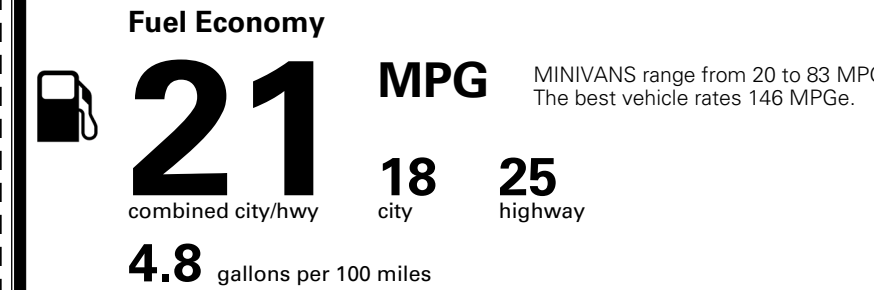 Fuel Economy
21 MPG
MINIVANS range from 20 to 83
The best vehicle rates 146 MPGe.
18 25
combined city/hwy city highway
4.8 gallons per 100 miles